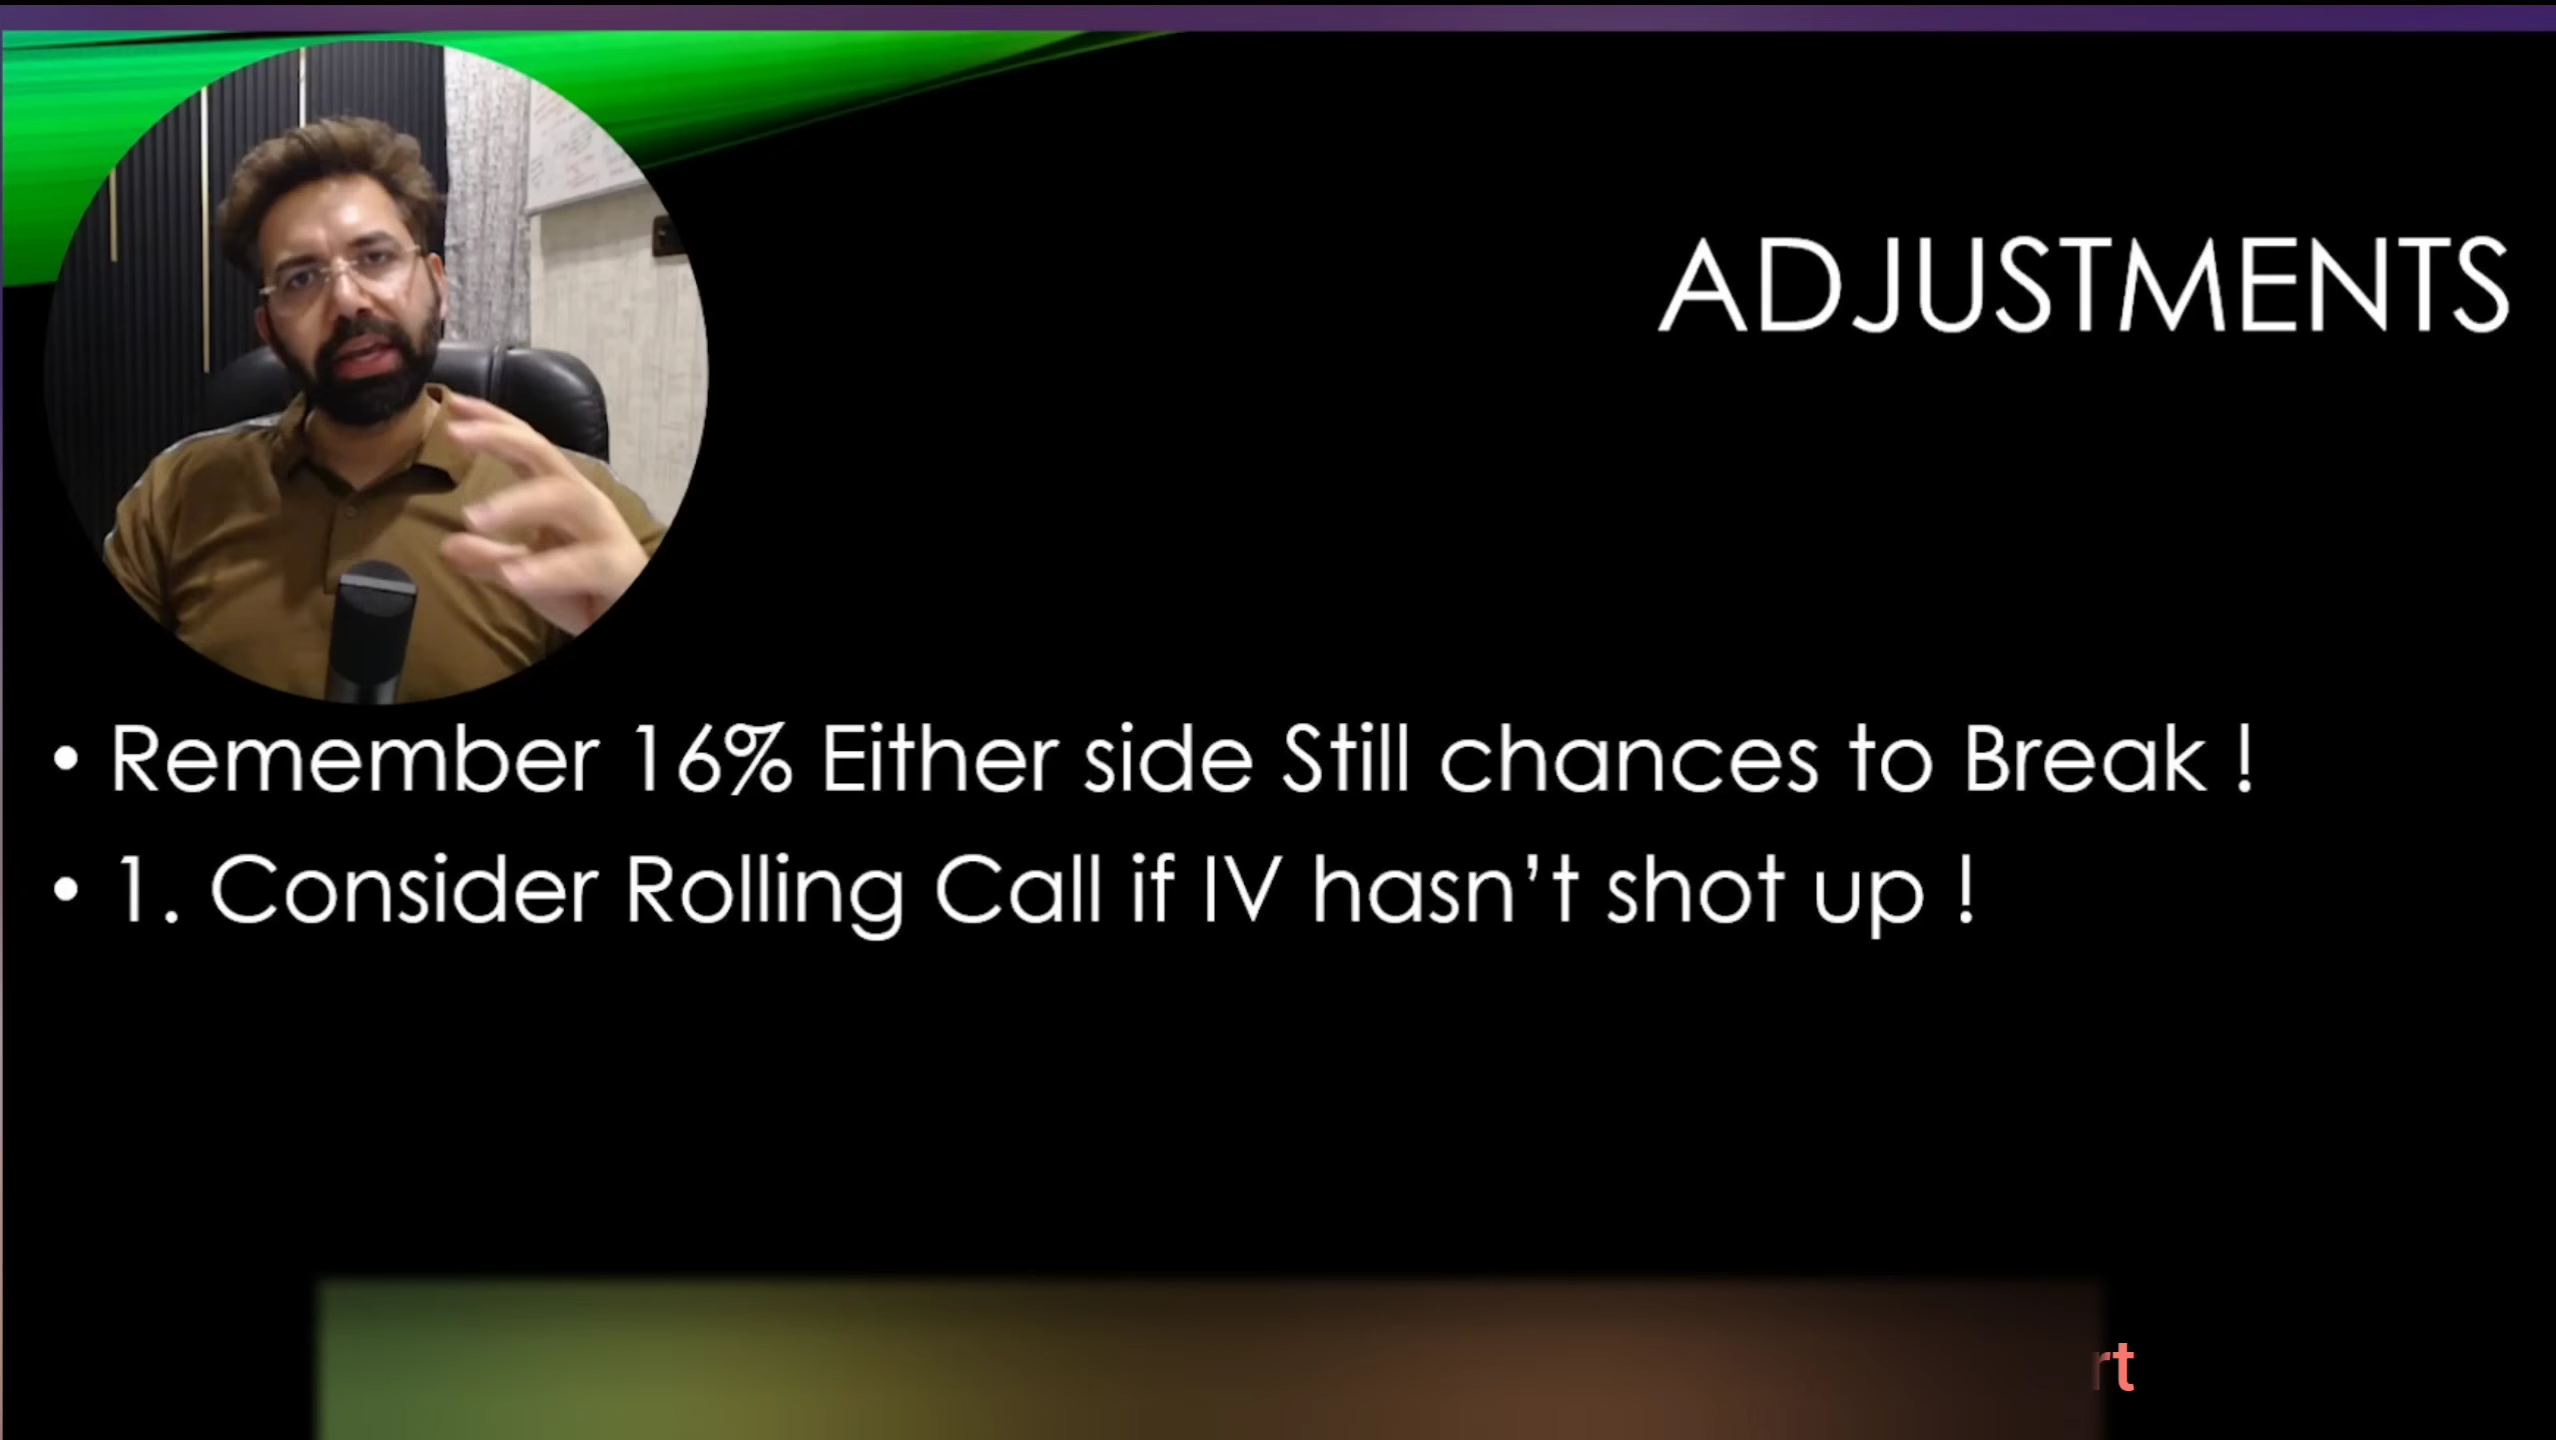 ADJUSTMENTS
• Remember 16% Either side Still chances to Break !
• 1. Consider Rolling Call if IV hasn’t shot up !